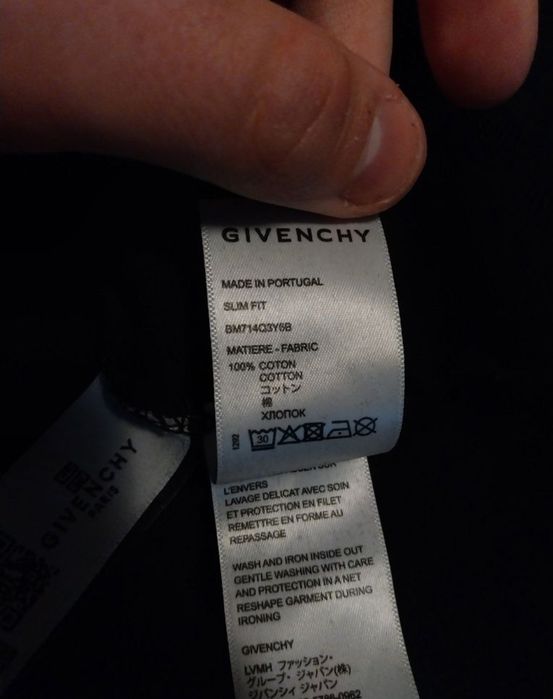 GIVENCHY
MADE IN PORTUGAL
SLIM FIT
BM714Q3Y6B
MATIERE - FABRIC
100% COTON
COTTON
コットン
棉
ХЛОПОК
1292
30
L'ENVERS
LAVAGE DELICAT AVEC SOIN
ET PROTECTION EN FILET
REMETTRE EN FORME AU
REPASSAGE
WASH AND IRON INSIDE OUT
GENTLE WASHING WITH CARE
AND PROTECTION IN A NET
RESHAPE GARMENT DURING
IRONING
GIVENCHY
LVMH ファッション・
グループ・ジャパン(株)
ジバンシィ ジャパン
GIVENCHY
PARIS